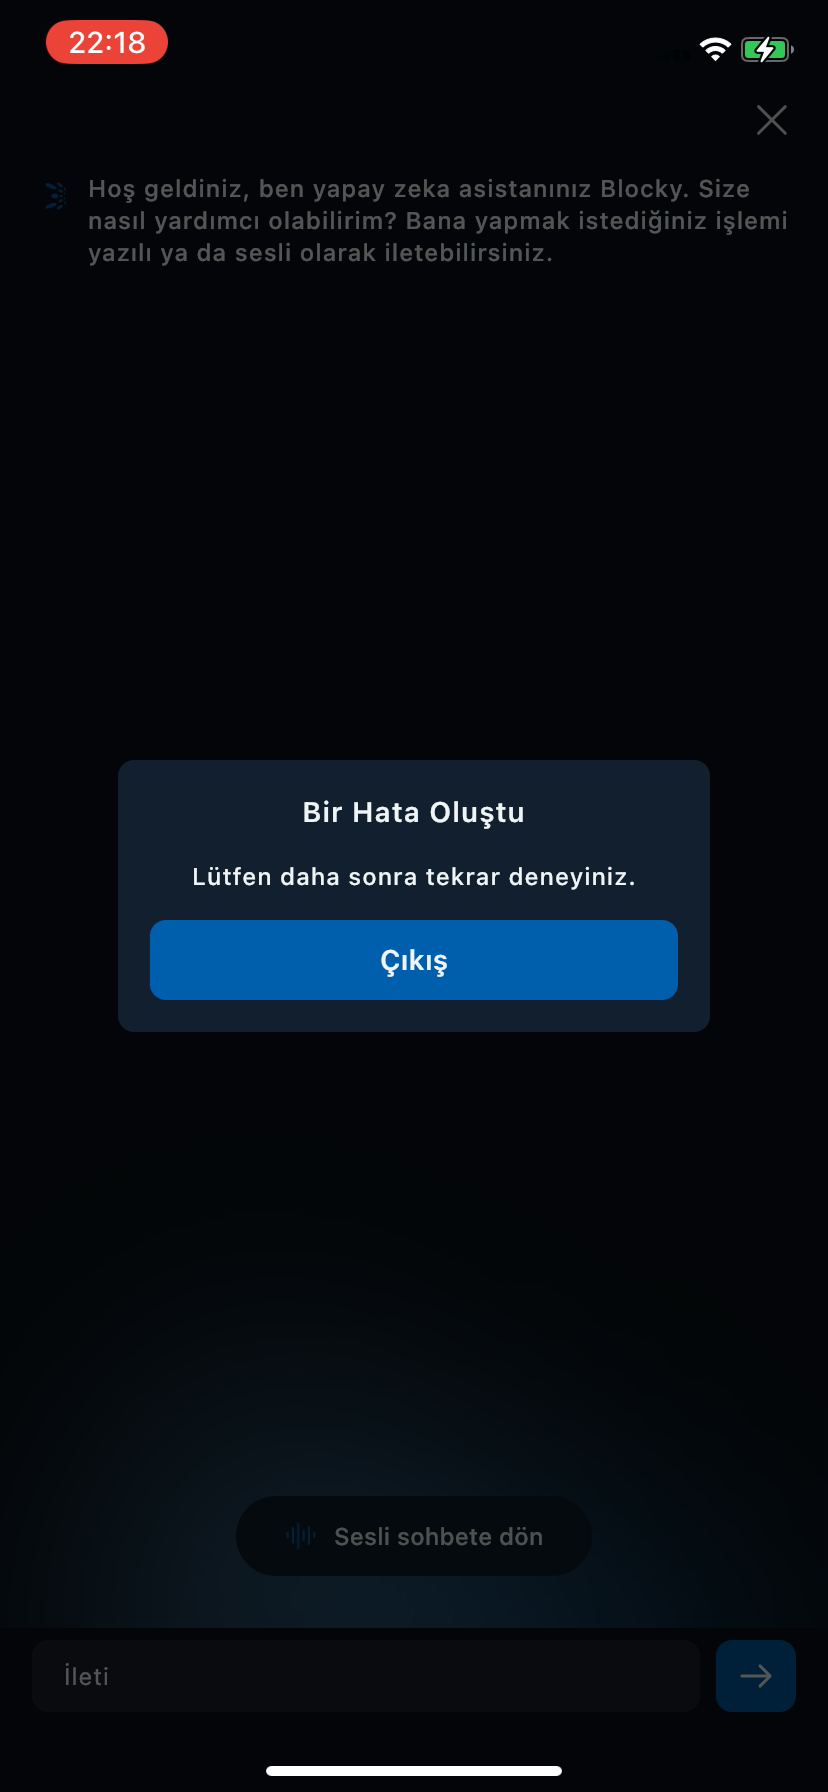 22:18
Hoş geldiniz, ben yapay zeka asistanınız Blocky. Size
nasıl yardımcı olabilirim? Bana yapmak istediğiniz işlemi
yazılı ya da sesli olarak iletebilirsiniz.
Bir Hata Oluştu
Lütfen daha sonra tekrar deneyiniz.
Çıkış
Sesli sohbete dön
İleti